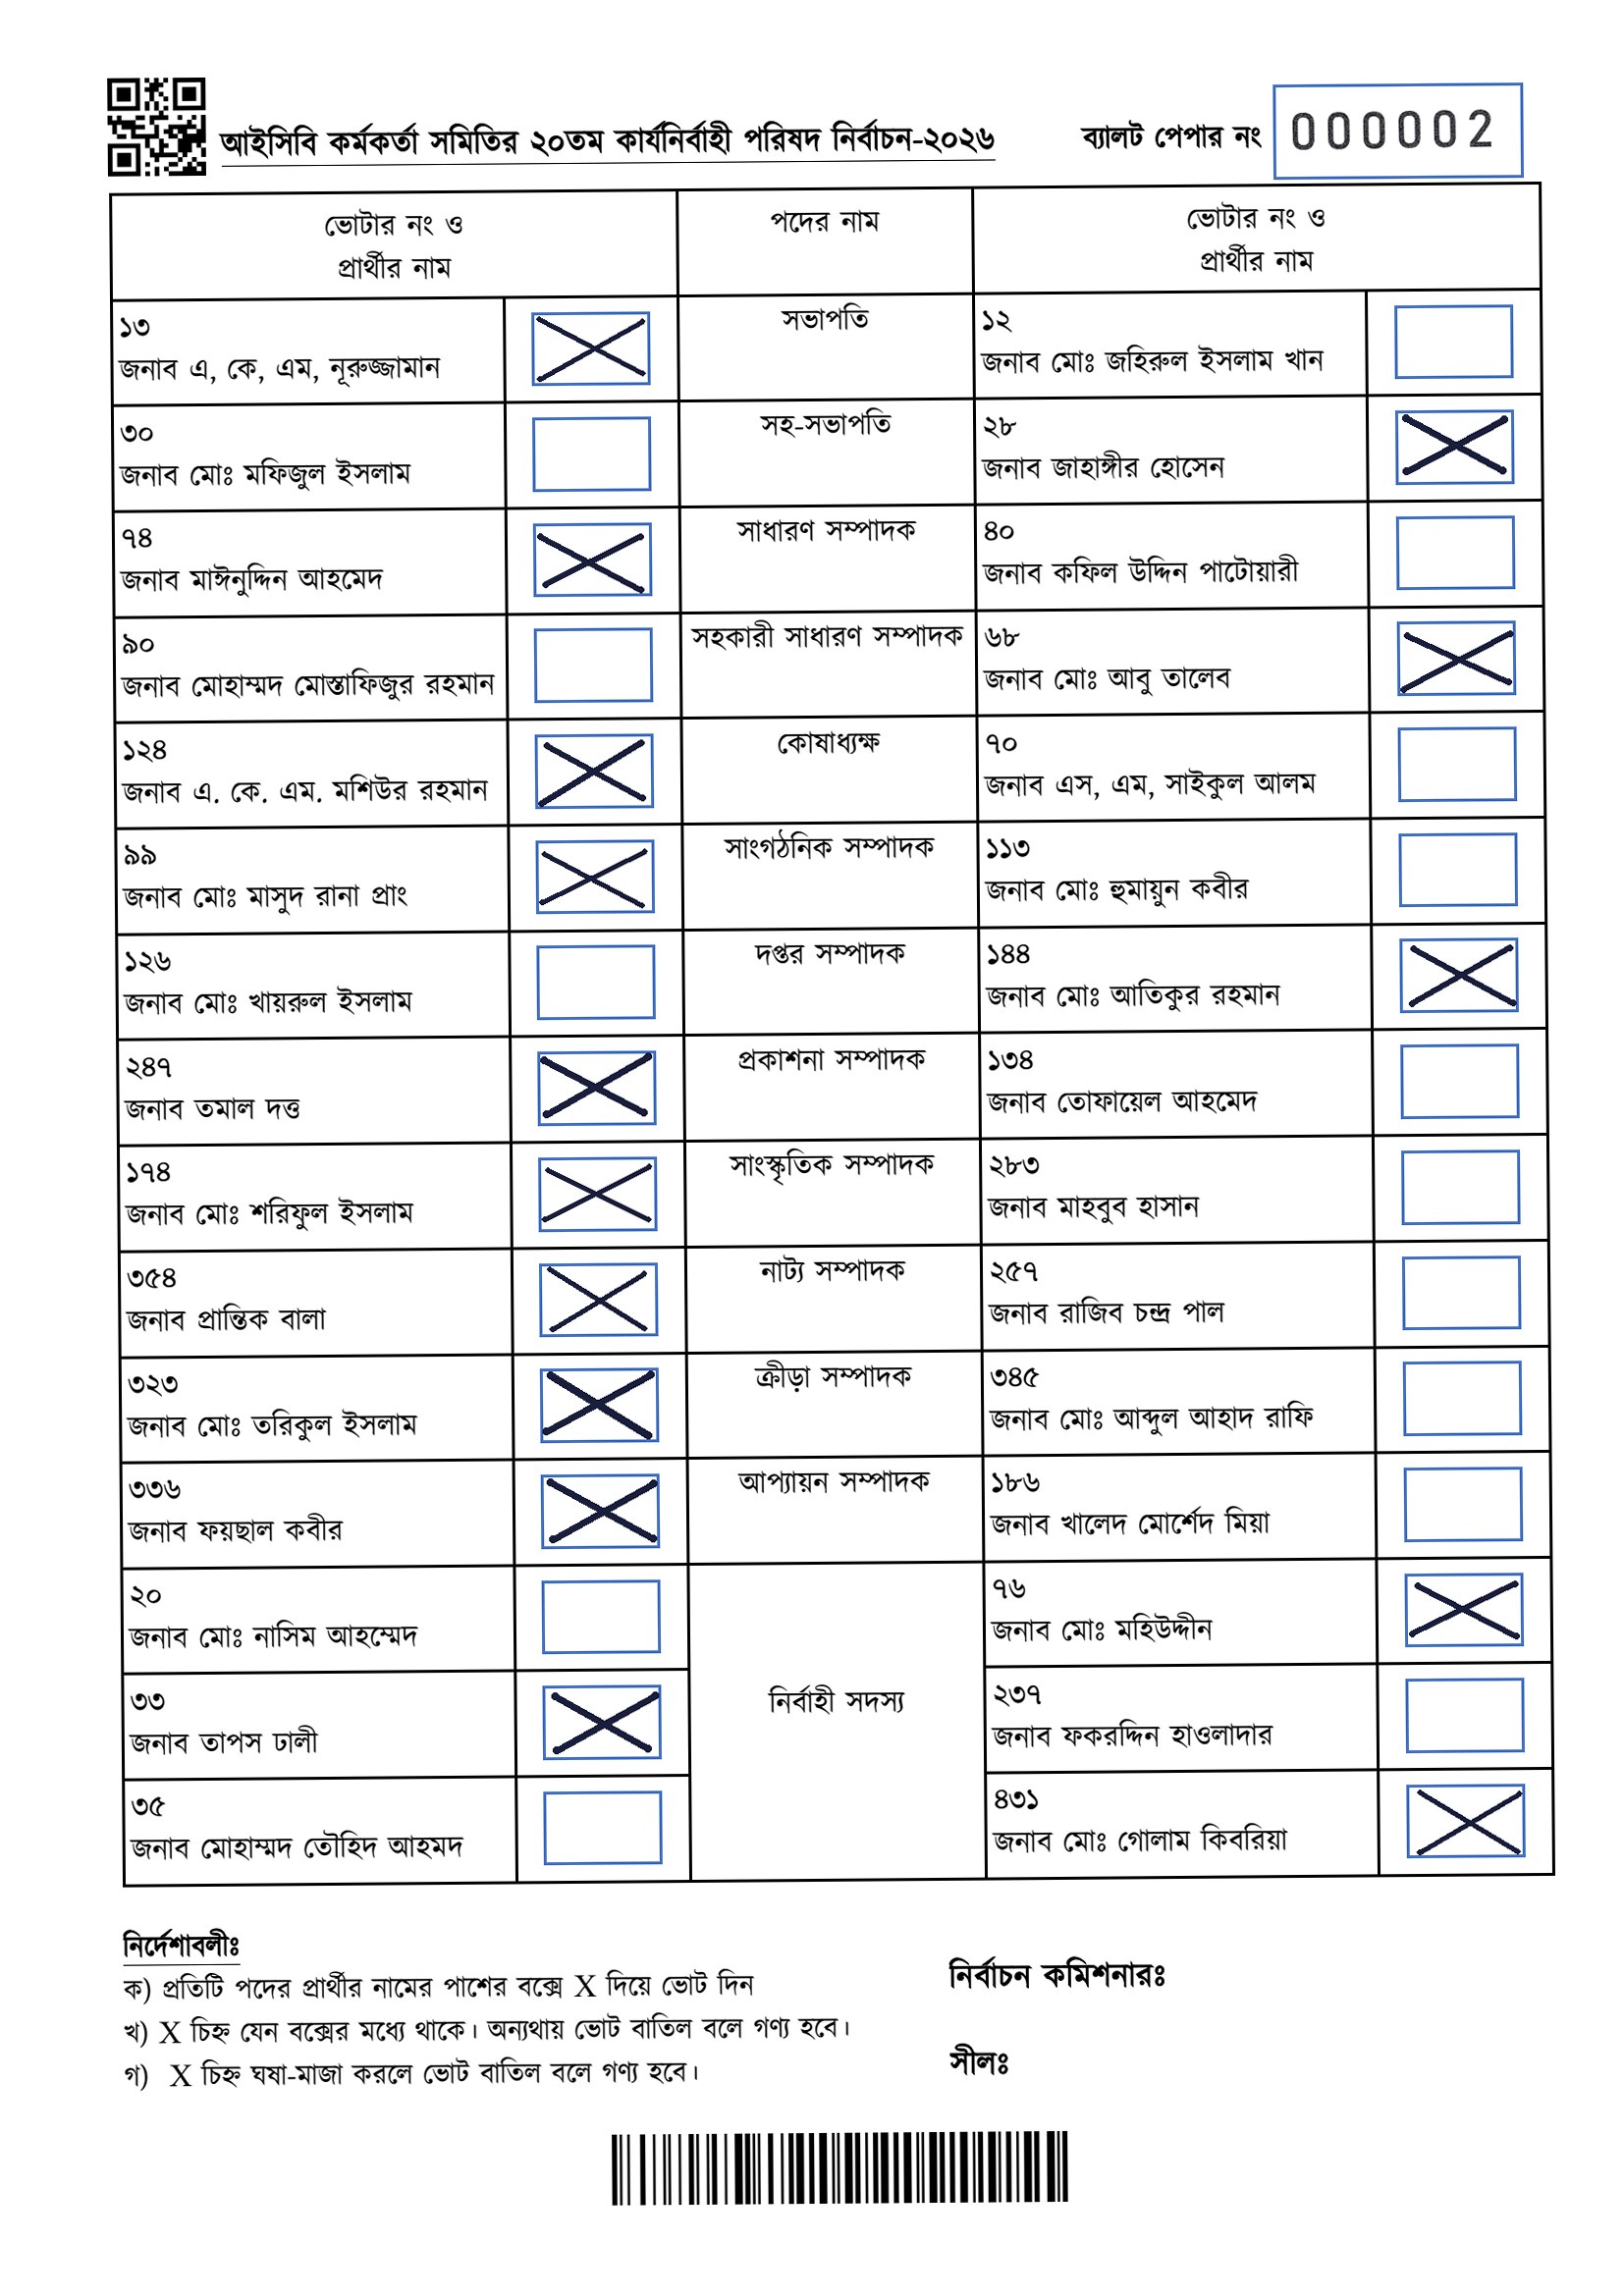 আইসিবি কর্মকর্তা সমিতির ২০তম কার্যনির্বাহী পরিষদ নির্বাচন-২০২৬
ব্যালট পেপার নং
000002
ভোটার নং ও
প্রার্থীর নাম
পদের নাম
ভোটার নং ও
প্রার্থীর নাম
১৩
জনাব এ, কে, এম, নূরুজ্জামান
সভাপতি
১২
জনাব মোঃ জহিরুল ইসলাম খান
৩০
জনাব মোঃ মফিজুল ইসলাম
সহ-সভাপতি
২৮
জনাব জাহাঙ্গীর হোসেন
৭৪
জনাব মাঈনুদ্দিন আহমেদ
সাধারণ সম্পাদক
৪০
জনাব কফিল উদ্দিন পাটোয়ারী
৯০
জনাব মোহাম্মদ মোস্তাফিজুর রহমান
সহকারী সাধারণ সম্পাদক
৬৮
জনাব মোঃ আবু তালেব
১২৪
জনাব এ. কে. এম. মশিউর রহমান
কোষাধ্যক্ষ
৭০
জনাব এস, এম, সাইকুল আলম
৯৯
জনাব মোঃ মাসুদ রানা প্রাং
সাংগঠনিক সম্পাদক
১১৩
জনাব মোঃ হুমায়ুন কবীর
১২৬
জনাব মোঃ খায়রুল ইসলাম
দপ্তর সম্পাদক
১৪৪
জনাব মোঃ আতিকুর রহমান
২৪৭
জনাব তমাল দত্ত
প্রকাশনা সম্পাদক
১৩৪
জনাব তোফায়েল আহমেদ
১৭৪
জনাব মোঃ শরিফুল ইসলাম
সাংস্কৃতিক সম্পাদক
২৮৩
জনাব মাহবুব হাসান
৩৫৪
জনাব প্রান্তিক বালা
নাট্য সম্পাদক
২৫৭
জনাব রাজিব চন্দ্র পাল
৩২৩
জনাব মোঃ তরিকুল ইসলাম
ক্রীড়া সম্পাদক
৩৪৫
জনাব মোঃ আব্দুল আহাদ রাফি
৩৩৬
জনাব ফয়ছাল কবীর
আপ্যায়ন সম্পাদক
১৮৬
জনাব খালেদ মোর্শেদ মিয়া
২০
জনাব মোঃ নাসিম আহম্মেদ
৭৬
জনাব মোঃ মহিউদ্দীন
৩৩
জনাব তাপস ঢালী
নির্বাহী সদস্য
২৩৭
জনাব ফকরদ্দিন হাওলাদার
৩৫
জনাব মোহাম্মদ তৌহিদ আহমদ
৪৩১
জনাব মোঃ গোলাম কিবরিয়া
নির্দেশাবলীঃ
ক) প্রতিটি পদের প্রার্থীর নামের পাশের বক্সে X দিয়ে ভোট দিন
খ) X চিহ্ন যেন বক্সের মধ্যে থাকে। অন্যথায় ভোট বাতিল বলে গণ্য হবে।
গ) X চিহ্ন ঘষা-মাজা করলে ভোট বাতিল বলে গণ্য হবে।
নির্বাচন কমিশনারঃ
সীলঃ